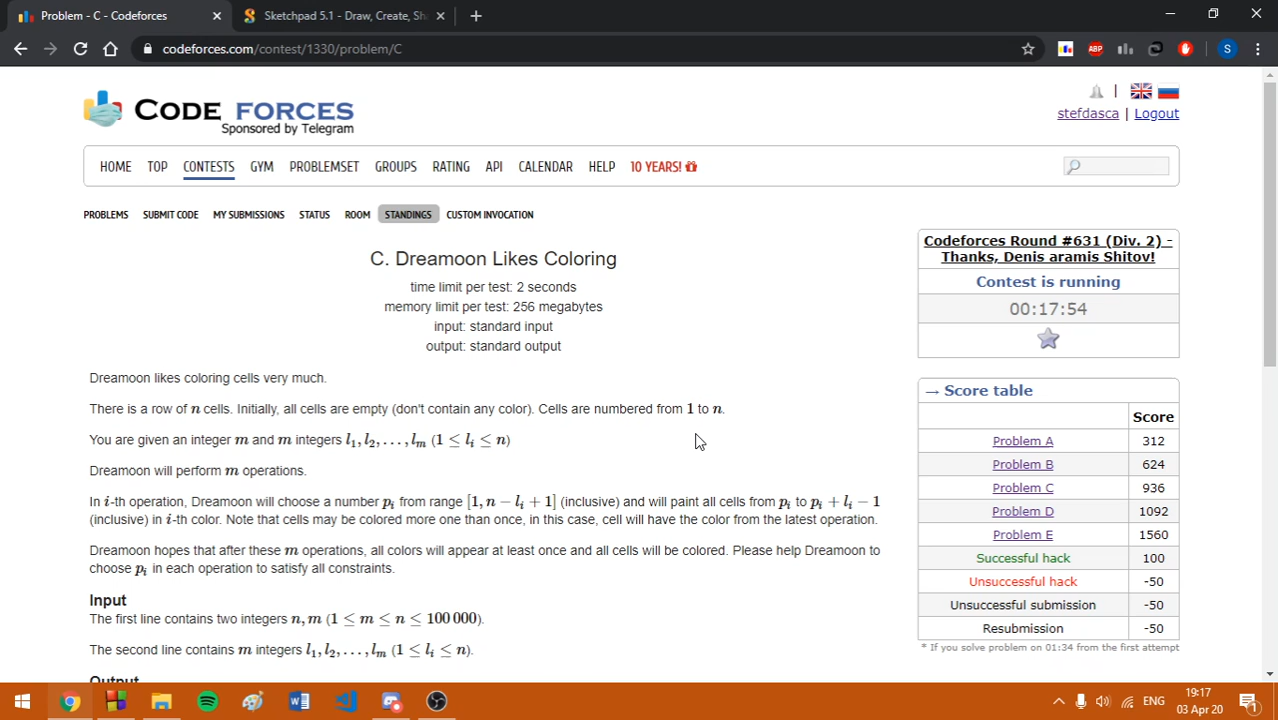 Problem - C - Codeforces
Sketchpad 5.1 - Draw, Create, Sh
codeforces.com/contest/1330/problem/C
ABP
S
CODE FORCES
Sponsored by Telegram
stefdasca | Logout
HOME TOP CONTESTS GYM PROBLEMSET GROUPS RATING API CALENDAR HELP 10 YEARS!
PROBLEMS SUBMIT CODE MY SUBMISSIONS STATUS ROOM STANDINGS CUSTOM INVOCATION
C. Dreamoon Likes Coloring
time limit per test: 2 seconds
memory limit per test: 256 megabytes
input: standard input
output: standard output
Dreamoon likes coloring cells very much.
There is a row of n cells. Initially, all cells are empty (don't contain any color). Cells are numbered from 1 to n.
You are given an integer m and m integers l₁, l₂, …, lₘ (1 ≤ lᵢ ≤ n)
Dreamoon will perform m operations.
In i-th operation, Dreamoon will choose a number pᵢ from range [1, n − lᵢ + 1] (inclusive) and will paint all cells from pᵢ to pᵢ + lᵢ − 1
(inclusive) in i-th color. Note that cells may be colored more one than once, in this case, cell will have the color from the latest operation.
Dreamoon hopes that after these m operations, all colors will appear at least once and all cells will be colored. Please help Dreamoon to
choose pᵢ in each operation to satisfy all constraints.
Input
The first line contains two integers n, m (1 ≤ m ≤ n ≤ 100 000).
The second line contains m integers l₁, l₂, …, lₘ (1 ≤ lᵢ ≤ n).
Output
Codeforces Round #631 (Div. 2) -
Thanks, Denis aramis Shitov!
Contest is running
00:17:54
→ Score table
Score
Problem A 312
Problem B 624
Problem C 936
Problem D 1092
Problem E 1560
Successful hack 100
Unsuccessful hack -50
Unsuccessful submission -50
Resubmission -50
* If you solve problem on 01:34 from the first attempt
ENG
19:17
03 Apr 20
1